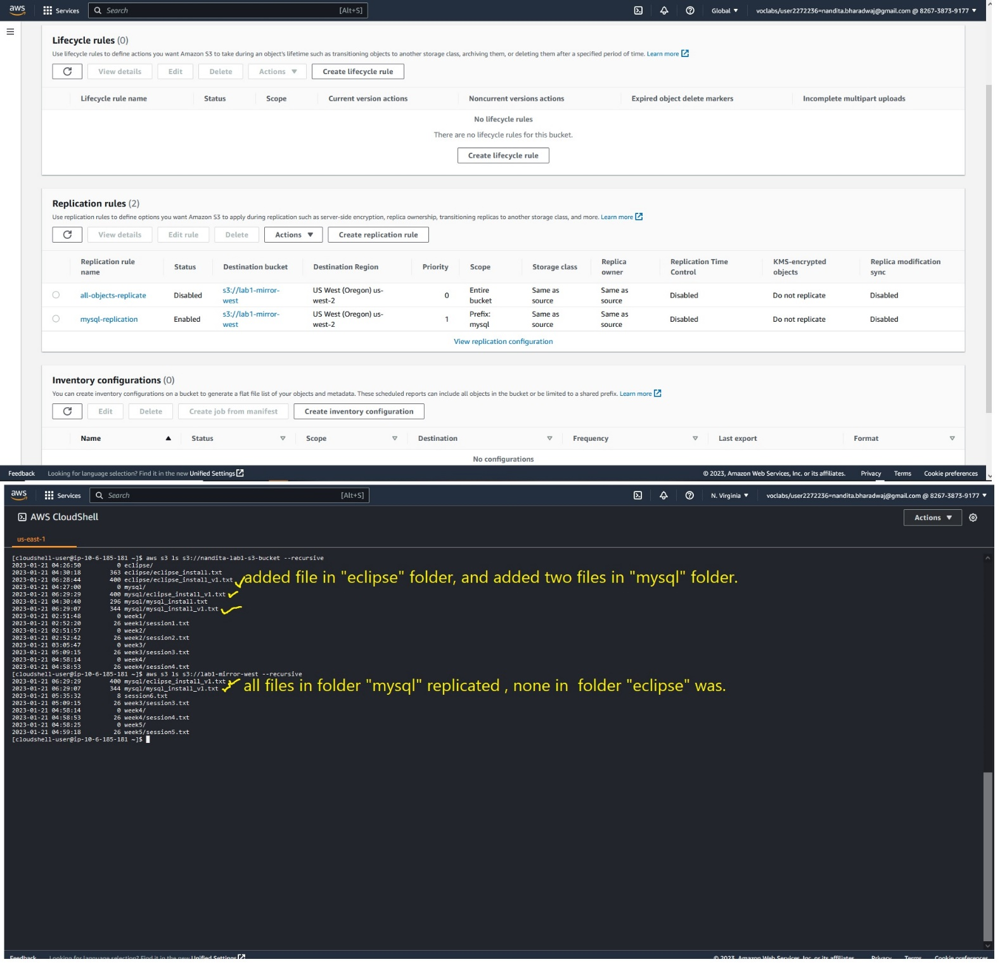 aws Services Search [Alt+S] Global voclabs/user2272236=nandita.bharadwaj@gmail.com @ 8267-3873-9177
Lifecycle rules (0)
Use lifecycle rules to define actions you want Amazon S3 to take during an object's lifetime such as transitioning objects to another storage class, archiving them, or deleting them after a specified period of time. Learn more
View details Edit Delete Actions Create lifecycle rule
Lifecycle rule name Status Scope Current version actions Noncurrent versions actions Expired object delete markers Incomplete multipart uploads
No lifecycle rules
There are no lifecycle rules for this bucket.
Create lifecycle rule
Replication rules (2)
Use replication rules to define options you want Amazon S3 to apply during replication such as server-side encryption, replica ownership, transitioning replicas to another storage class, and more. Learn more
View details Edit rule Delete Actions Create replication rule
Replication rule name Status Destination bucket Destination Region Priority Scope Storage class Replica owner Replication Time Control KMS-encrypted objects Replica modification sync
all-objects-replicate Disabled s3://lab1-mirror-west US West (Oregon) us-west-2 0 Entire bucket Same as source Same as source Disabled Do not replicate Disabled
mysql-replication Enabled s3://lab1-mirror-west US West (Oregon) us-west-2 1 Prefix: mysql Same as source Same as source Disabled Do not replicate Disabled
View replication configuration
Inventory configurations (0)
You can create inventory configurations on a bucket to generate a flat file list of your objects and metadata. These scheduled reports can include all objects in the bucket or be limited to a shared prefix. Learn more
Edit Delete Create job from manifest Create inventory configuration
Name Status Scope Destination Frequency Last export Format
No configurations
Feedback Looking for language selection? Find it in the new Unified Settings © 2023, Amazon Web Services, Inc. or its affiliates. Privacy Terms Cookie preferences
aws Services Search [Alt+S] N. Virginia voclabs/user2272236=nandita.bharadwaj@gmail.com @ 8267-3873-9177
AWS CloudShell Actions
us-east-1
[cloudshell-user@ip-10-6-185-181 ~]$ aws s3 ls s3://nandita-lab1-s3-bucket --recursive
2023-01-21 04:26:50 0 eclipse/
2023-01-21 04:30:18 363 eclipse/eclipse_install.txt
2023-01-21 06:28:44 400 eclipse/eclipse_install_v1.txt
added file in "eclipse" folder, and added two files in "mysql" folder.
2023-01-21 04:27:00 0 mysql/
2023-01-21 06:29:29 400 mysql/eclipse_install_v1.txt
2023-01-21 04:30:40 296 mysql/mysql_install.txt
2023-01-21 06:29:07 344 mysql/mysql_install_v1.txt
2023-01-21 02:51:48 0 week1/
2023-01-21 02:52:20 26 week1/session1.txt
2023-01-21 02:51:57 0 week2/
2023-01-21 02:52:42 26 week2/session2.txt
2023-01-21 03:05:47 0 week3/
2023-01-21 05:09:15 26 week3/session3.txt
2023-01-21 04:58:14 0 week4/
2023-01-21 04:58:53 26 week4/session4.txt
[cloudshell-user@ip-10-6-185-181 ~]$ aws s3 ls s3://lab1-mirror-west --recursive
2023-01-21 06:29:29 400 mysql/eclipse_install_v1.txt
2023-01-21 06:29:07 344 mysql/mysql_install_v1.txt
all files in folder "mysql" replicated , none in folder "eclipse" was.
2023-01-21 05:35:32 8 session6.txt
2023-01-21 05:09:15 26 week3/session3.txt
2023-01-21 04:58:14 0 week4/
2023-01-21 04:58:53 26 week4/session4.txt
2023-01-21 04:58:25 0 week5/
2023-01-21 04:59:18 26 week5/session5.txt
[cloudshell-user@ip-10-6-185-181 ~]$
Feedback Looking for language selection? Find it in the new Unified Settings © 2023, Amazon Web Services, Inc. or its affiliates. Privacy Terms Cookie preferences